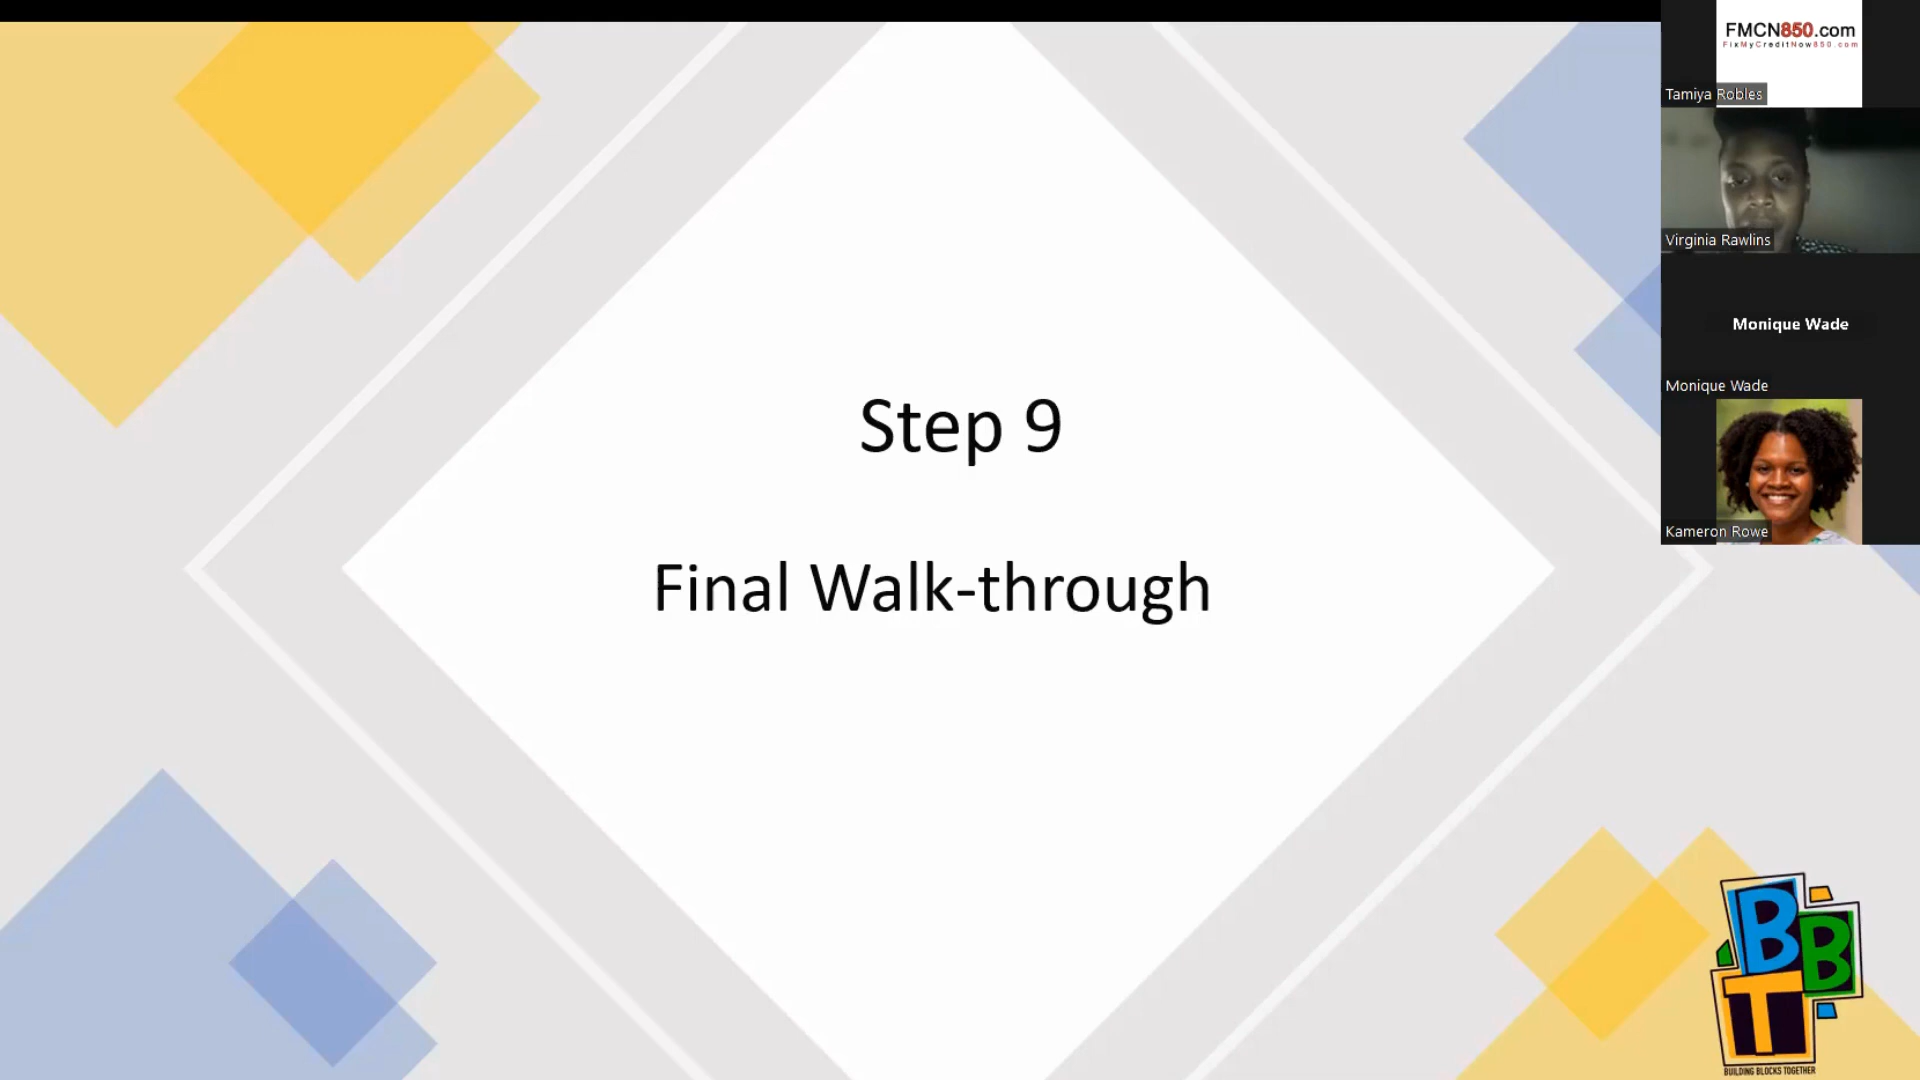 Step 9
Final Walk-through
FMCN850.com
FixMyCreditNow850.com
Tamiya Robles
Virginia Rawlins
Monique Wade
Monique Wade
Kameron Rowe
BBT
BUILDING BLOCKS TOGETHER